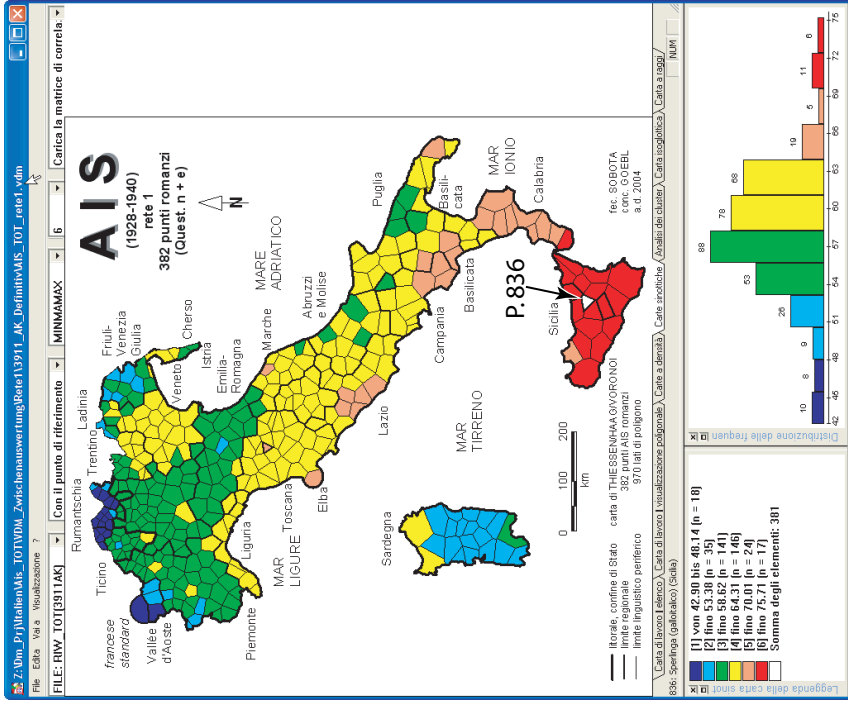 Z:\Dm_Prj\Italien\Ais_TOT\VDM_Zwischenauswertung\Rete1\3911_AK_Definitiv\AIS_TOT_rete1.vdm
File Edita Vai a Visualizzazione ?
FILE: RIW_TOT[3911AK] Con il punto di riferimento MINMAMAX 6 Carica la matrice di correla:
AIS
(1928-1940)
rete 1
382 punti romanzi
(Quest. n + e)
N
francese
standard
Vallée
d'Aoste
Ticino
Rumantschia
Trentino
Ladinia
Friuli-
Venezia
Giulia
Veneto
Cherso
Istria
Emilia-
Romagna
Piemonte
Liguria
MAR
LIGURE
Toscana
Elba
Marche
MARE
ADRIATICO
Abruzzi
e Molise
Lazio
Puglia
Campania
Basilicata
Basili-
cata
MAR
IONIO
Calabria
Sardegna
MAR
TIRRENO
P.836
Sicilia
0 100 200
km
litorale, confine di Stato
limite regionale
limite linguistico periferico
carta di THIESSEN/HAAG/VORONOI
382 punti AIS romanzi
970 lati di poligono
fec. SOBOTA
conc. GOEBL
a.d. 2004
Carta di lavoro | elenco Carta di lavoro | visualizzazione poligonale Carte a densità Carte sinottiche Analisi dei cluster Carta isoglottica Carta a raggi
836: Sperlinga (galloitalico) (Sicilia) NUM
Leggenda della carta sinot
[1] von 42.90 bis 48.14 (n = 18)
[2] fino 53.38 (n = 35)
[3] fino 58.62 (n = 141)
[4] fino 64.31 (n = 146)
[5] fino 70.01 (n = 24)
[6] fino 75.71 (n = 17)
Somma degli elementi: 381
Distribuzione delle frequen
10 8 9 26 53 88 78 68 19 5 11 6
42 45 48 51 54 57 60 63 66 69 72 75